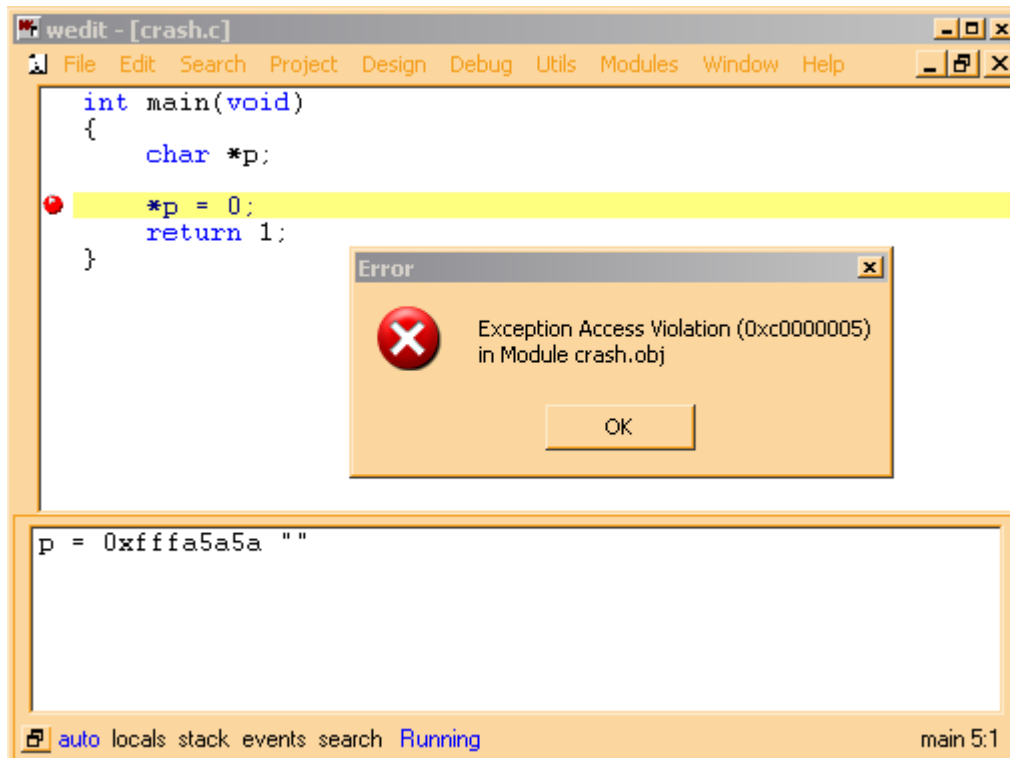 wedit - [crash.c]
File Edit Search Project Design Debug Utils Modules Window Help
int main(void)
{
char *p;
*p = 0;
return 1;
}
Error
Exception Access Violation (0xc0000005)
in Module crash.obj
OK
p = 0xfffa5a5a ""
auto locals stack events search Running main 5:1